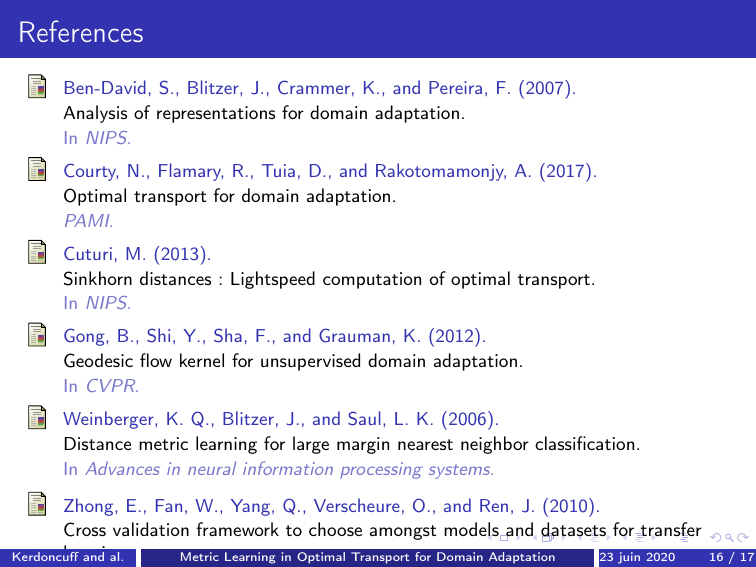 References
Ben-David, S., Blitzer, J., Crammer, K., and Pereira, F. (2007).
Analysis of representations for domain adaptation.
In NIPS.
Courty, N., Flamary, R., Tuia, D., and Rakotomamonjy, A. (2017).
Optimal transport for domain adaptation.
PAMI.
Cuturi, M. (2013).
Sinkhorn distances : Lightspeed computation of optimal transport.
In NIPS.
Gong, B., Shi, Y., Sha, F., and Grauman, K. (2012).
Geodesic flow kernel for unsupervised domain adaptation.
In CVPR.
Weinberger, K. Q., Blitzer, J., and Saul, L. K. (2006).
Distance metric learning for large margin nearest neighbor classification.
In Advances in neural information processing systems.
Zhong, E., Fan, W., Yang, Q., Verscheure, O., and Ren, J. (2010).
Cross validation framework to choose amongst models and datasets for transfer
Kerdoncuff and al. Metric Learning in Optimal Transport for Domain Adaptation 23 juin 2020 16 / 17